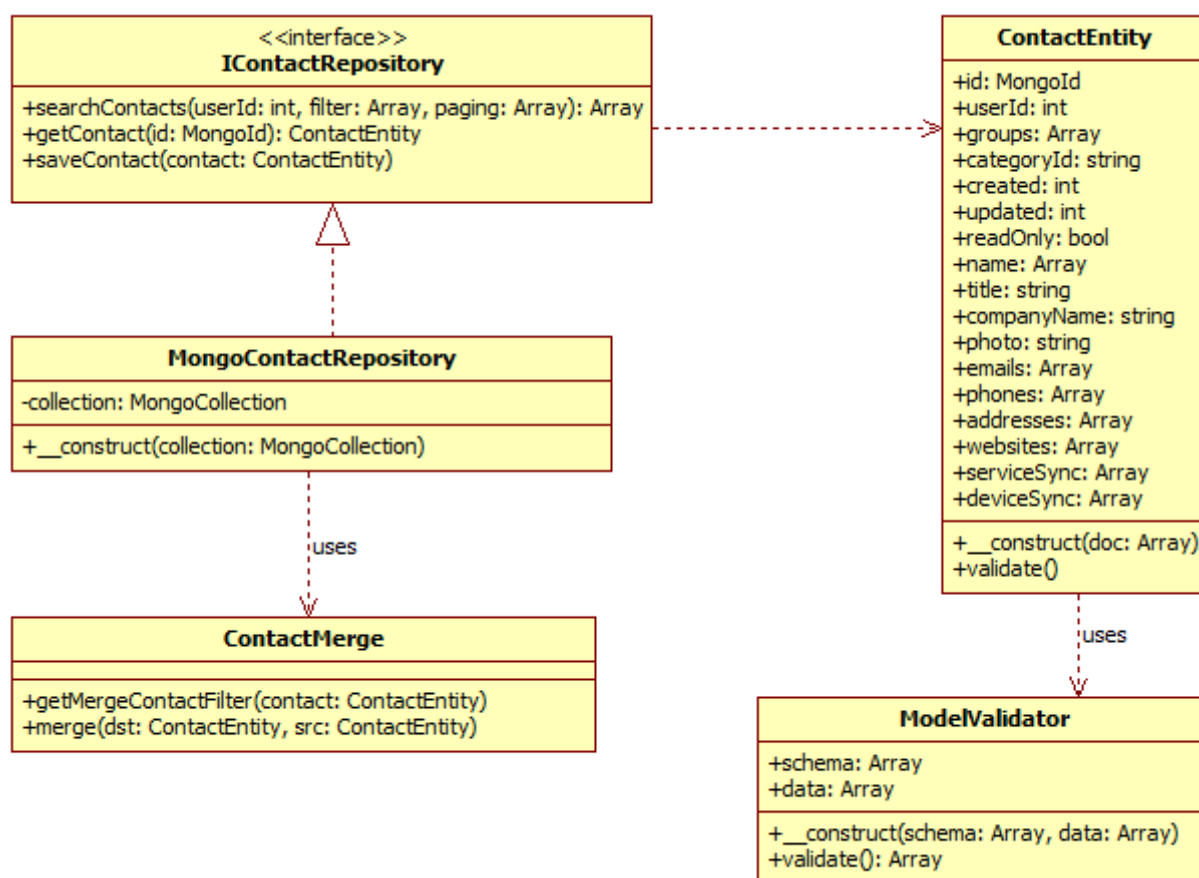 <<interface>>
IContactRepository
+searchContacts(userId: int, filter: Array, paging: Array): Array
+getContact(id: MongoId): ContactEntity
+saveContact(contact: ContactEntity)
ContactEntity
+id: MongoId
+userId: int
+groups: Array
+categoryId: string
+created: int
+updated: int
+readOnly: bool
+name: Array
+title: string
+companyName: string
+photo: string
+emails: Array
+phones: Array
+addresses: Array
+websites: Array
+serviceSync: Array
+deviceSync: Array
+__construct(doc: Array)
+validate()
MongoContactRepository
-collection: MongoCollection
+__construct(collection: MongoCollection)
uses
ContactMerge
+getMergeContactFilter(contact: ContactEntity)
+merge(dst: ContactEntity, src: ContactEntity)
uses
ModelValidator
+schema: Array
+data: Array
+__construct(schema: Array, data: Array)
+validate(): Array